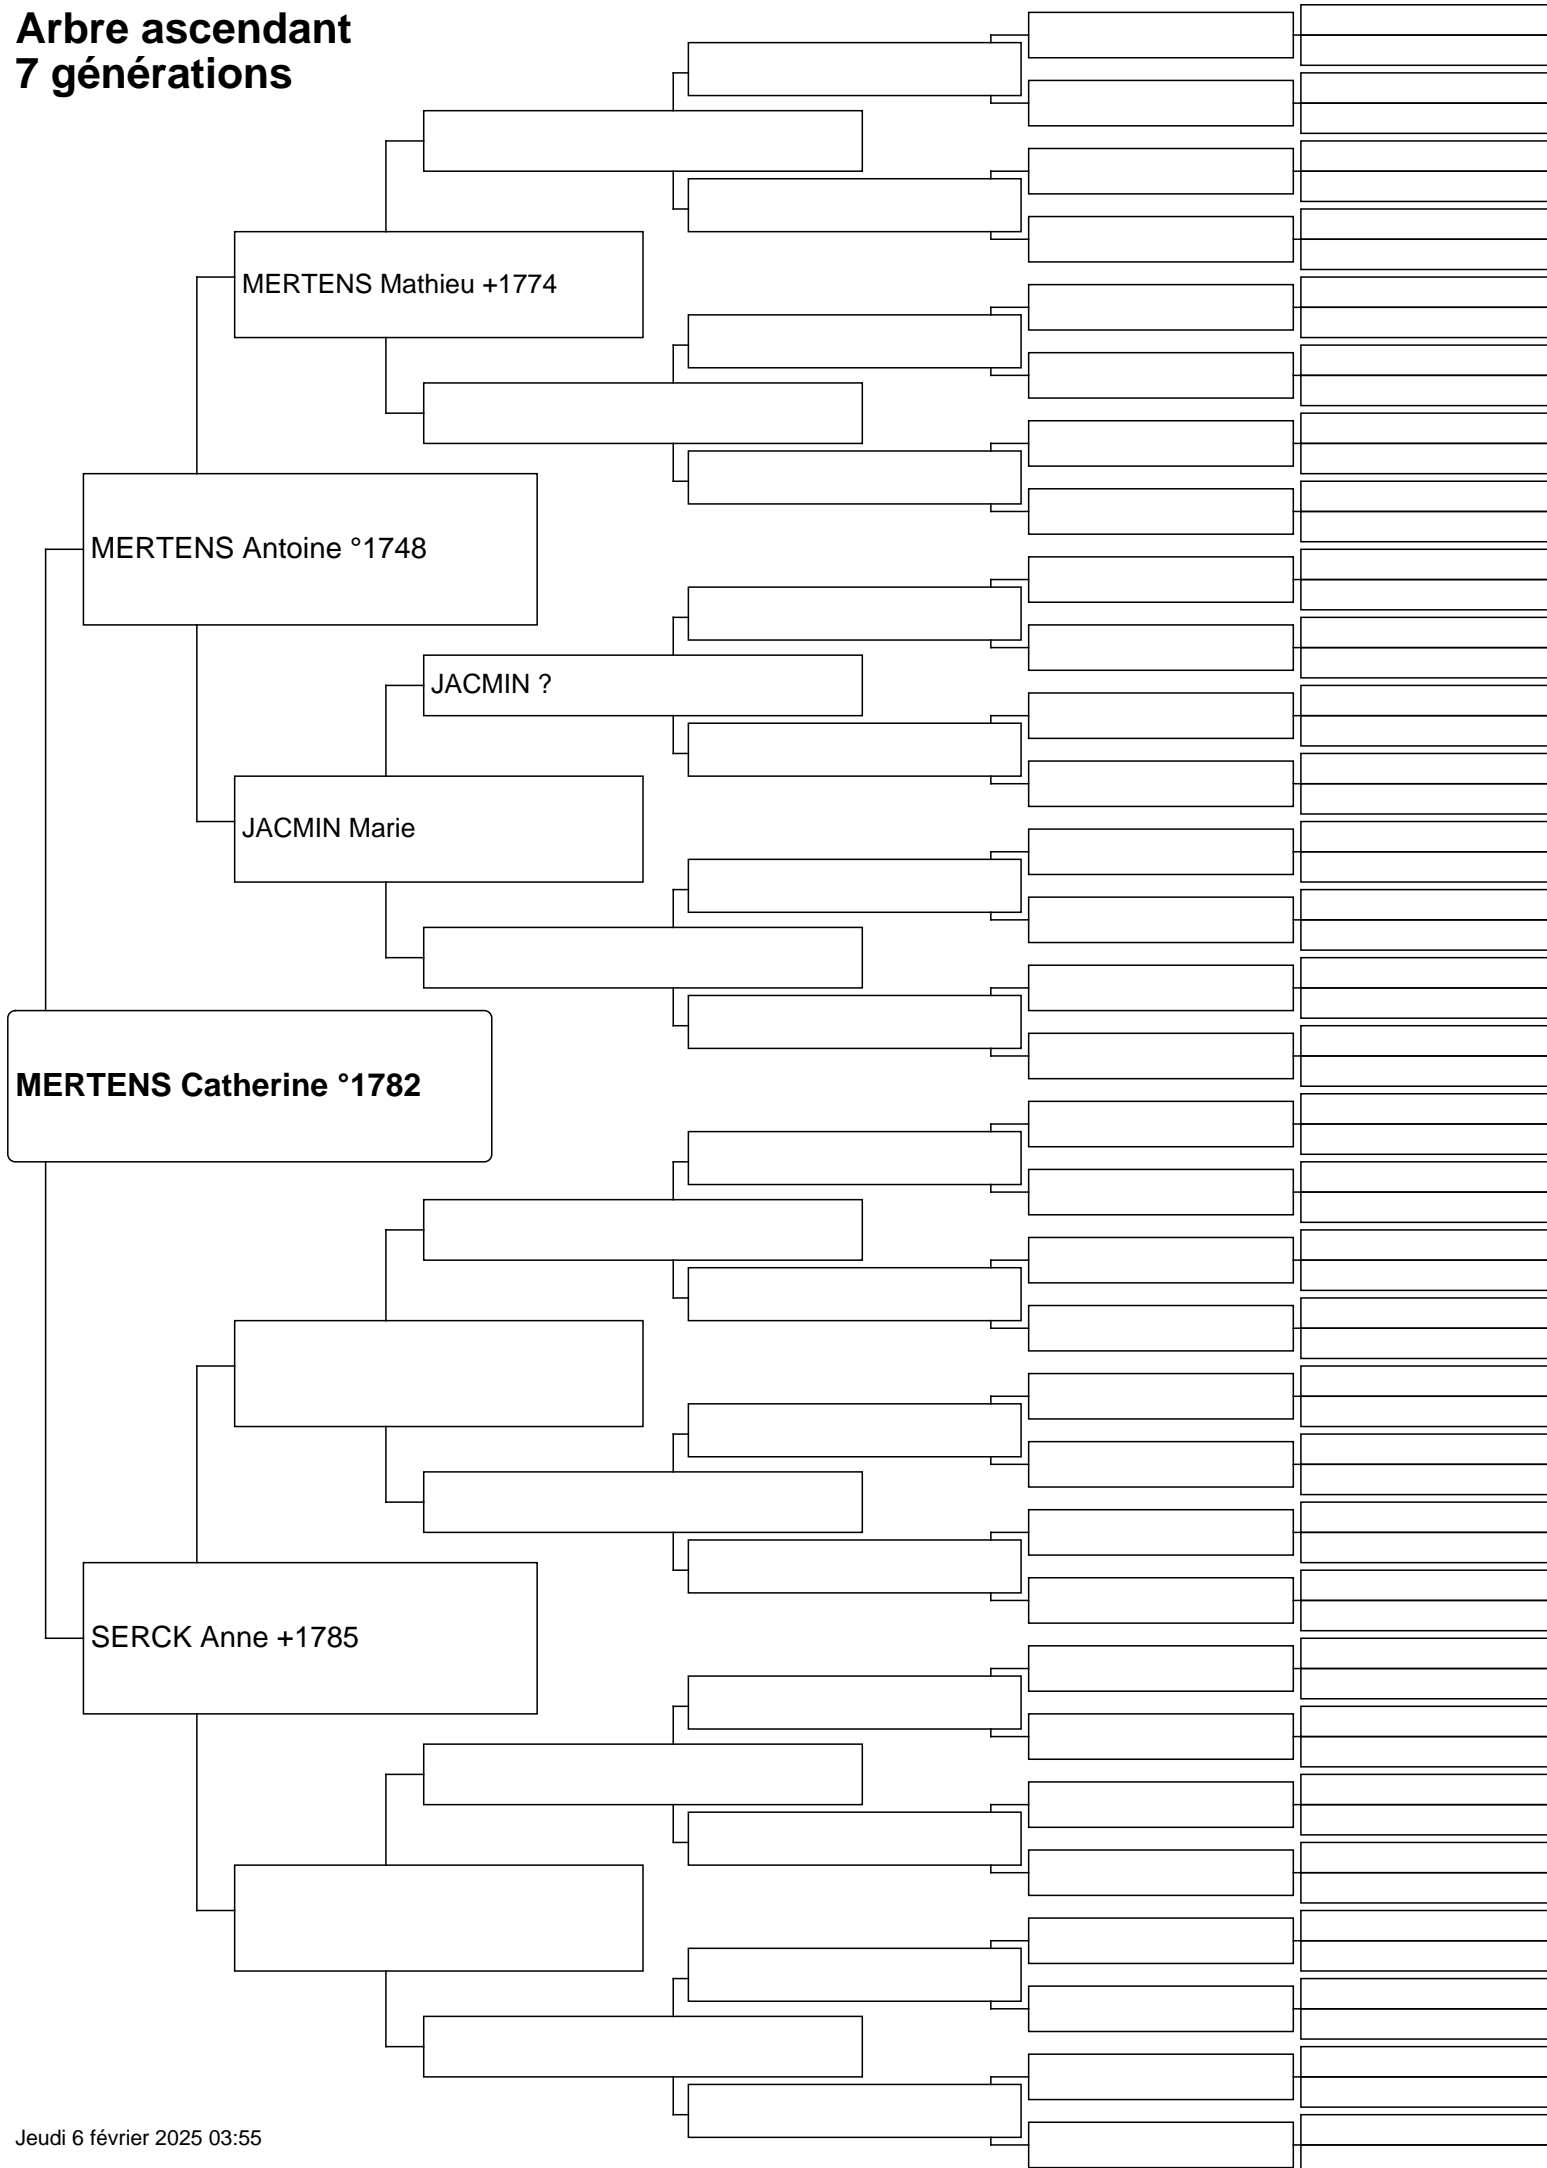 Arbre ascendant
7 générations
MERTENS Mathieu +1774
MERTENS Antoine °1748
JACMIN ?
JACMIN Marie
MERTENS Catherine °1782
SERCK Anne +1785
Jeudi 6 février 2025 03:55